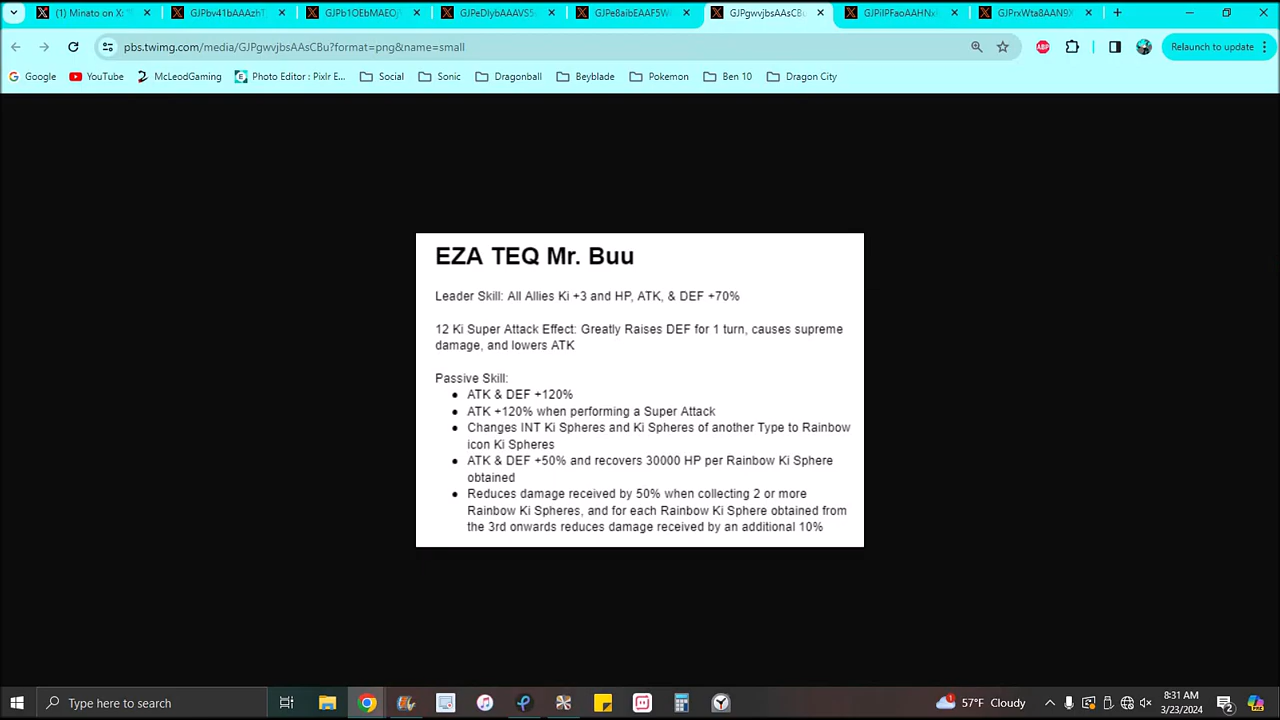 (1) Minato on X: "
GJPbv41bAAAzhT
GJPb1OEbMAEOj
GJPeDlybAAAVS5
GJPe8aibEAAF5W
GJPgwvjbsAAsCBu
GJPilPFaoAAHNx
GJPrxWta8AAN9X
pbs.twimg.com/media/GJPgwvjbsAAsCBu?format=png&name=small
ABP
Relaunch to update
Google YouTube McLeodGaming Photo Editor : Pixlr E... Social Sonic Dragonball Beyblade Pokemon Ben 10 Dragon City
EZA TEQ Mr. Buu
Leader Skill: All Allies Ki +3 and HP, ATK, & DEF +70%
12 Ki Super Attack Effect: Greatly Raises DEF for 1 turn, causes supreme
damage, and lowers ATK
Passive Skill:
• ATK & DEF +120%
• ATK +120% when performing a Super Attack
• Changes INT Ki Spheres and Ki Spheres of another Type to Rainbow
icon Ki Spheres
• ATK & DEF +50% and recovers 30000 HP per Rainbow Ki Sphere
obtained
• Reduces damage received by 50% when collecting 2 or more
Rainbow Ki Spheres, and for each Rainbow Ki Sphere obtained from
the 3rd onwards reduces damage received by an additional 10%
Type here to search
57°F Cloudy
8:31 AM
3/23/2024